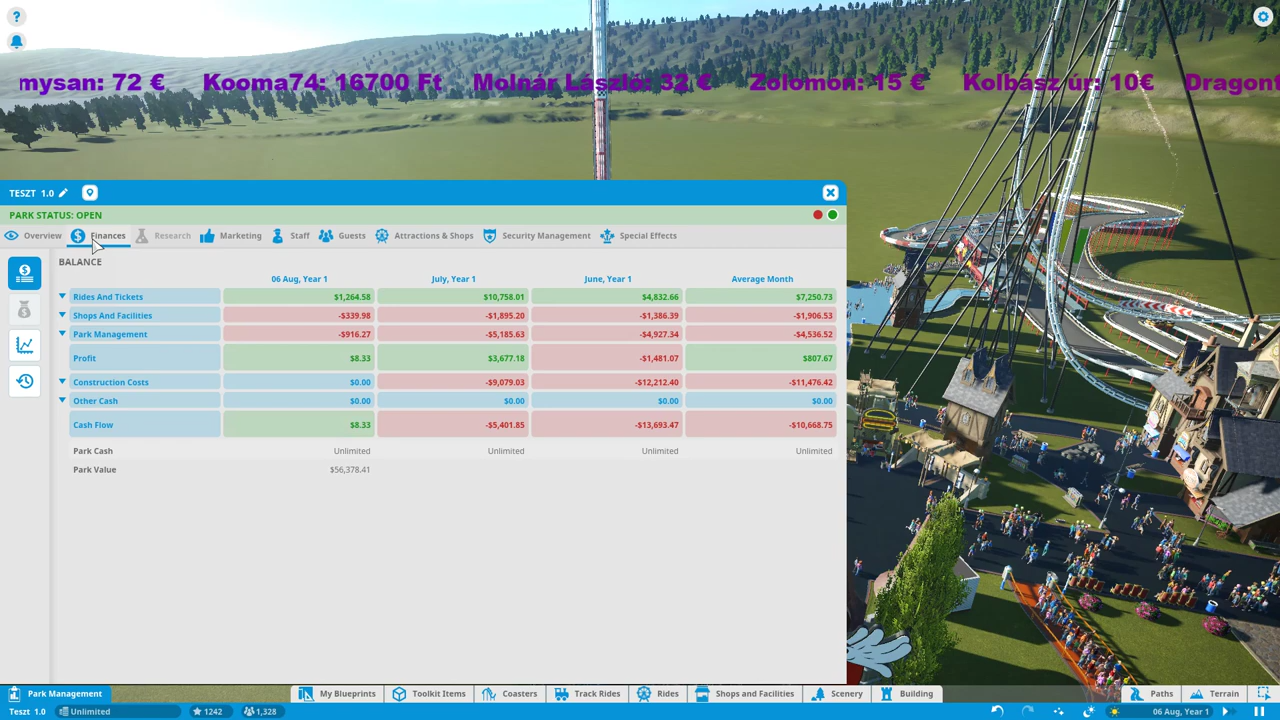 mysan: 72 € Kooma74: 16700 Ft Molnár László: 32 € Zolomon: 15 € Kolbász úr: 10€ Dragont
TESZT 1.0
PARK STATUS: OPEN
Overview Finances Research Marketing Staff Guests Attractions & Shops Security Management Special Effects
BALANCE
06 Aug, Year 1 July, Year 1 June, Year 1 Average Month
Rides And Tickets $1,264.58 $10,758.01 $4,832.66 $7,250.73
Shops And Facilities -$339.98 -$1,895.20 -$1,386.39 -$1,906.53
Park Management -$916.27 -$5,185.63 -$4,927.34 -$4,536.52
Profit $8.33 $3,677.18 -$1,481.07 $807.67
Construction Costs $0.00 -$9,079.03 -$12,212.40 -$11,476.42
Other Cash $0.00 $0.00 $0.00 $0.00
Cash Flow $8.33 -$5,401.85 -$13,693.47 -$10,668.75
Park Cash Unlimited Unlimited Unlimited Unlimited
Park Value $56,378.41
Park Management My Blueprints Toolkit Items Coasters Track Rides Rides Shops and Facilities Scenery Building Paths Terrain
Teszt 1.0 Unlimited 1242 1,328 06 Aug, Year 1